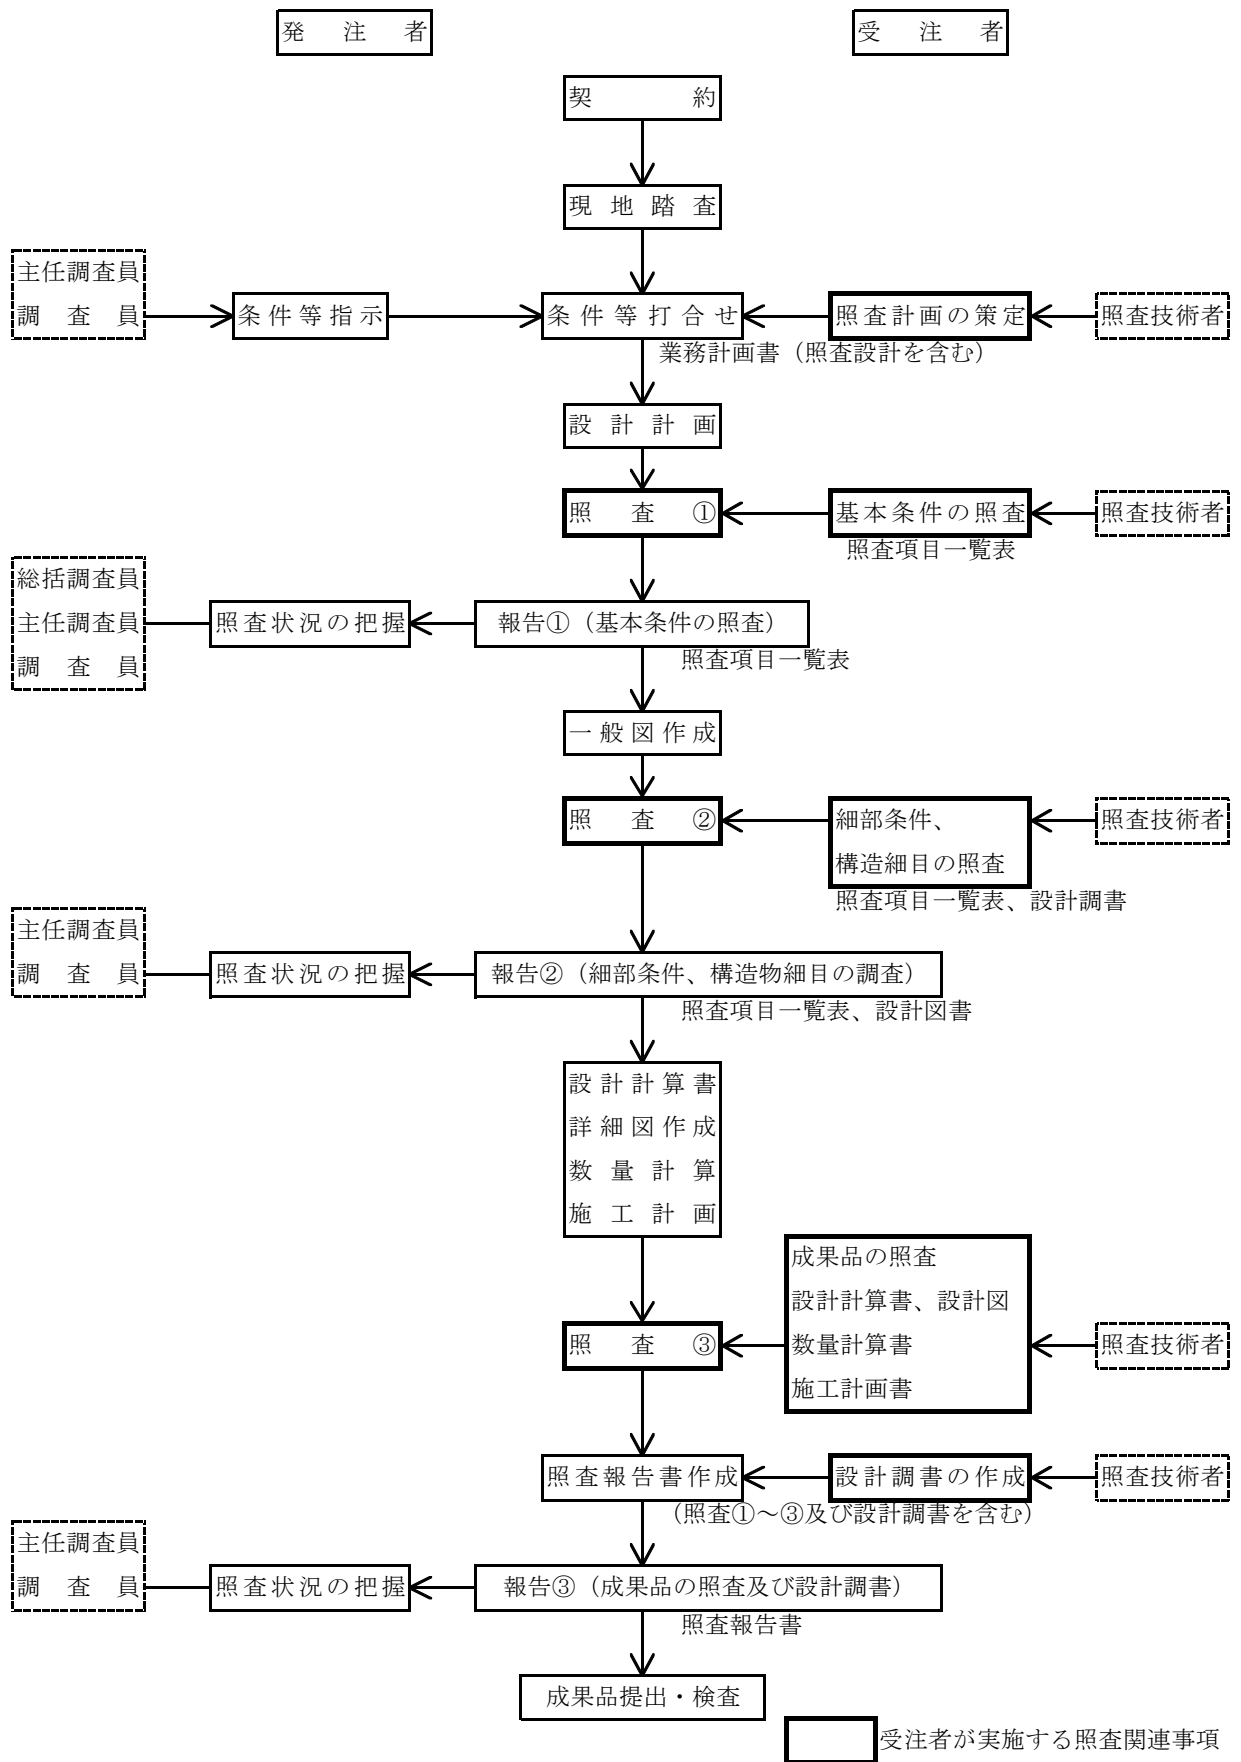 発注者
受注者
契約
現地踏査
主任調査員
調査員
条件等指示
条件等打合せ
照査計画の策定
照査技術者
業務計画書（照査設計を含む）
設計計画
照査①
基本条件の照査
照査技術者
照査項目一覧表
総括調査員
主任調査員
調査員
照査状況の把握
報告①（基本条件の照査）
照査項目一覧表
一般図作成
照査②
細部条件、
構造細目の照査
照査技術者
照査項目一覧表、設計調書
主任調査員
調査員
照査状況の把握
報告②（細部条件、構造物細目の調査）
照査項目一覧表、設計図書
設計計算書
詳細図作成
数量計算
施工計画
成果品の照査
設計計算書、設計図
数量計算書
施工計画書
照査③
照査技術者
照査報告書作成
設計調書の作成
照査技術者
（照査①～③及び設計調書を含む）
主任調査員
調査員
照査状況の把握
報告③（成果品の照査及び設計調書）
照査報告書
成果品提出・検査
受注者が実施する照査関連事項